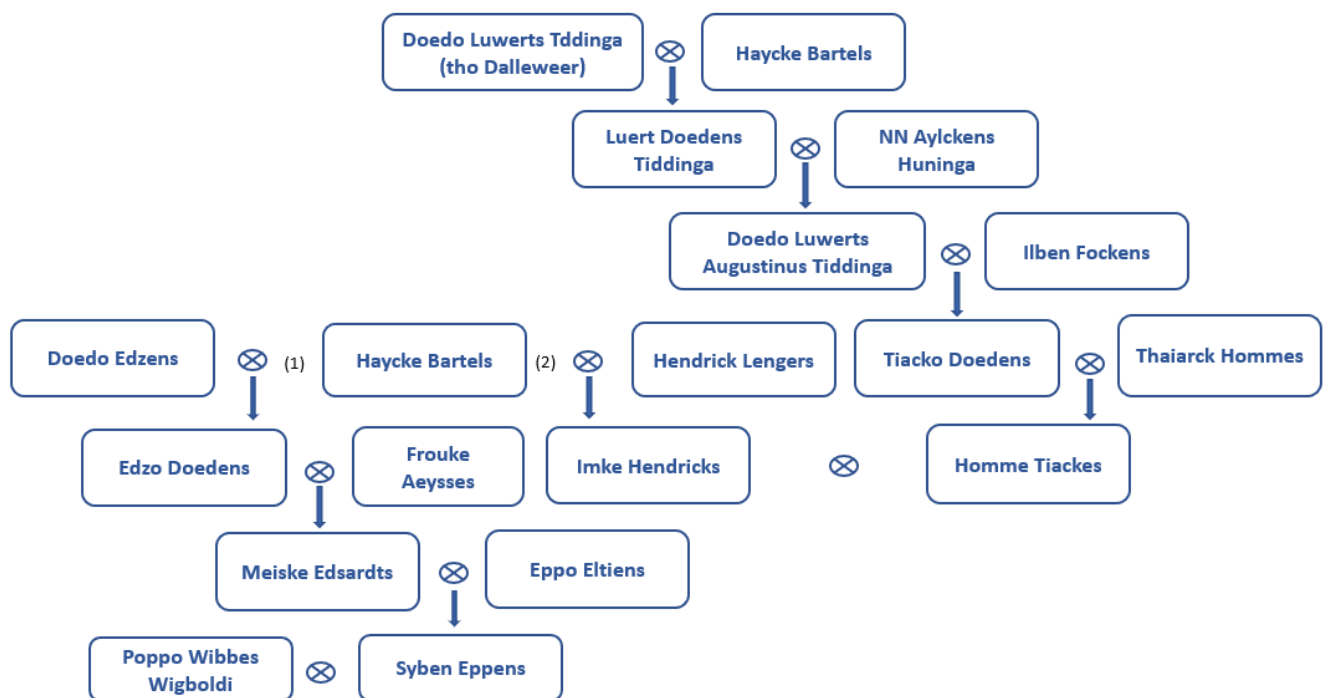 Doedo Luwerts Tddinga
(tho Dalleweer)
Haycke Bartels
Luert Doedens
Tiddinga
NN Aylckens
Huninga
Doedo Luwerts
Augustinus Tiddinga
Ilben Fockens
Doedo Edzens
(1)
Haycke Bartels
(2)
Hendrick Lengers
Tiacko Doedens
Thaiarck Hommes
Edzo Doedens
Frouke
Aeysses
Imke Hendricks
Homme Tiackes
Meiske Edsardts
Eppo Eltiens
Poppo Wibbes
Wigboldi
Syben Eppens